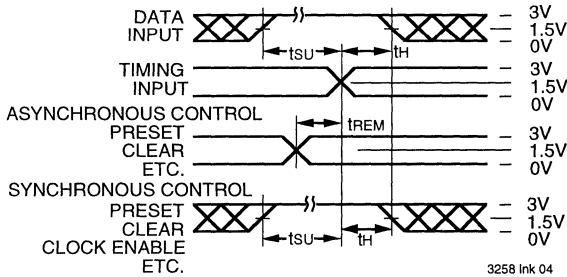 DATA INPUT
3V
1.5V
0V
tSU
tH
TIMING INPUT
3V
1.5V
0V
ASYNCHRONOUS CONTROL
tREM
PRESET
CLEAR
ETC.
3V
1.5V
0V
SYNCHRONOUS CONTROL
PRESET
CLEAR
CLOCK ENABLE
ETC.
3V
1.5V
0V
tSU
tH
3258 lnk 04